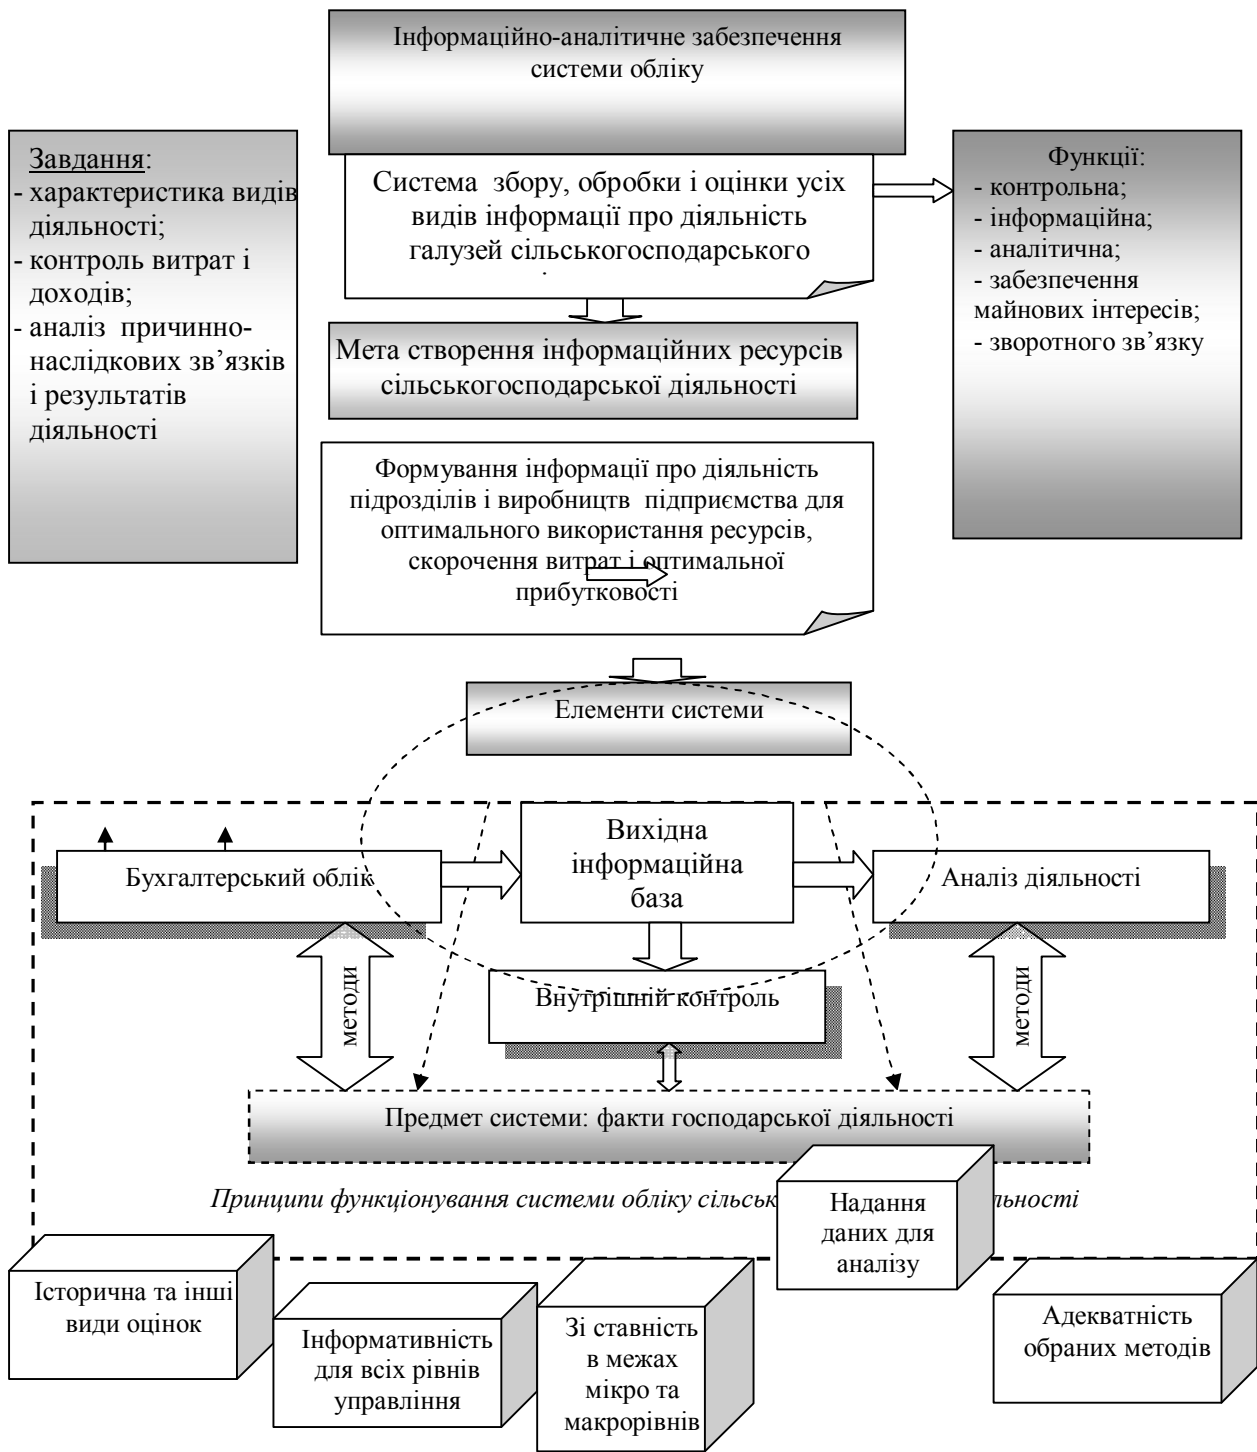 Інформаційно-аналітичне забезпечення
системи обліку
Завдання:
- характеристика видів
діяльності;
- контроль витрат і
доходів;
- аналіз причинно-
наслідкових зв’язків
і результатів
діяльності
Система збору, обробки і оцінки усіх
видів інформації про діяльність
галузей сільськогосподарського
Функції:
- контрольна;
- інформаційна;
- аналітична;
- забезпечення
майнових інтересів;
- зворотного зв’язку
Мета створення інформаційних ресурсів
сільськогосподарської діяльності
Формування інформації про діяльність
підрозділів і виробництв підприємства для
оптимального використання ресурсів,
скорочення витрат і оптимальної
прибутковості
Елементи системи
Бухгалтерський облік
Вихідна
інформаційна
база
Аналіз діяльності
Внутрішній контроль
методи
методи
Предмет системи: факти господарської діяльності
Принципи функціонування системи обліку сільськ льності
Надання
даних для
аналізу
Історична та інші
види оцінок
Інформативність
для всіх рівнів
управління
Зі ставність
в межах
мікро та
макрорівнів
Адекватність
обраних методів